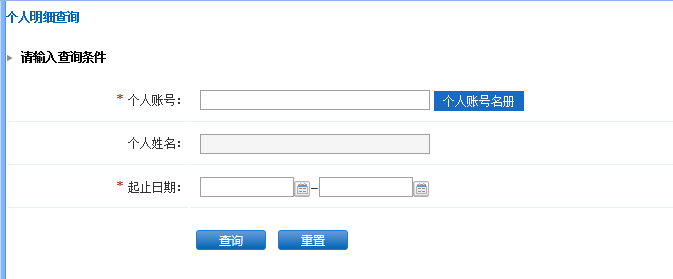 个人明细查询
请输入查询条件
* 个人账号： 个人账号名册
个人姓名：
* 起止日期： –
查询 重置